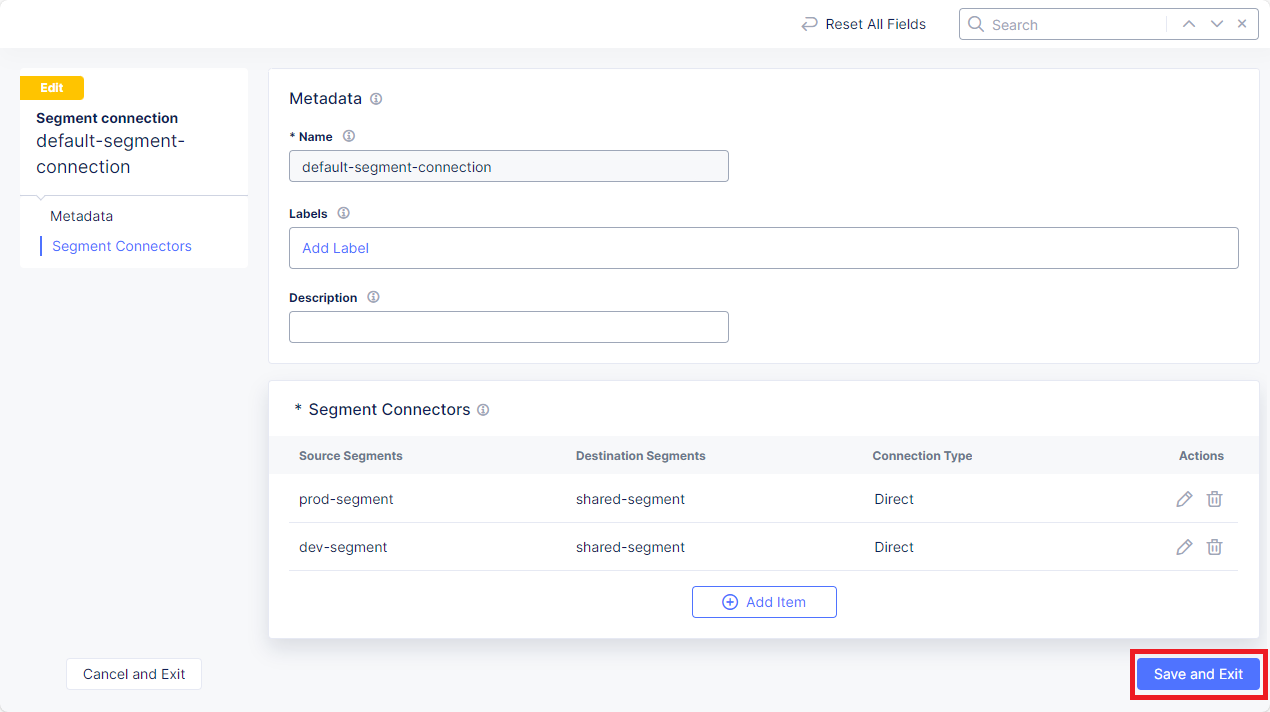 Reset All Fields
Search
Edit
Segment connection
default-segment-
connection
Metadata
Segment Connectors
Metadata
* Name
default-segment-connection
Labels
Add Label
Description
* Segment Connectors
Source Segments Destination Segments Connection Type Actions
prod-segment shared-segment Direct
dev-segment shared-segment Direct
Add Item
Cancel and Exit
Save and Exit